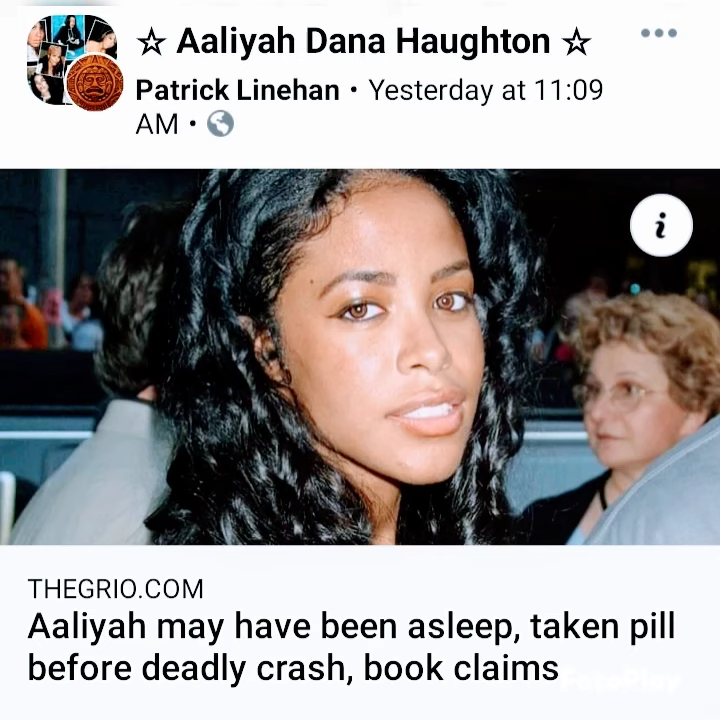 ☆ Aaliyah Dana Haughton ☆
Patrick Linehan • Yesterday at 11:09
AM •
i
THEGRIO.COM
Aaliyah may have been asleep, taken pill
before deadly crash, book claims
FotoPlay